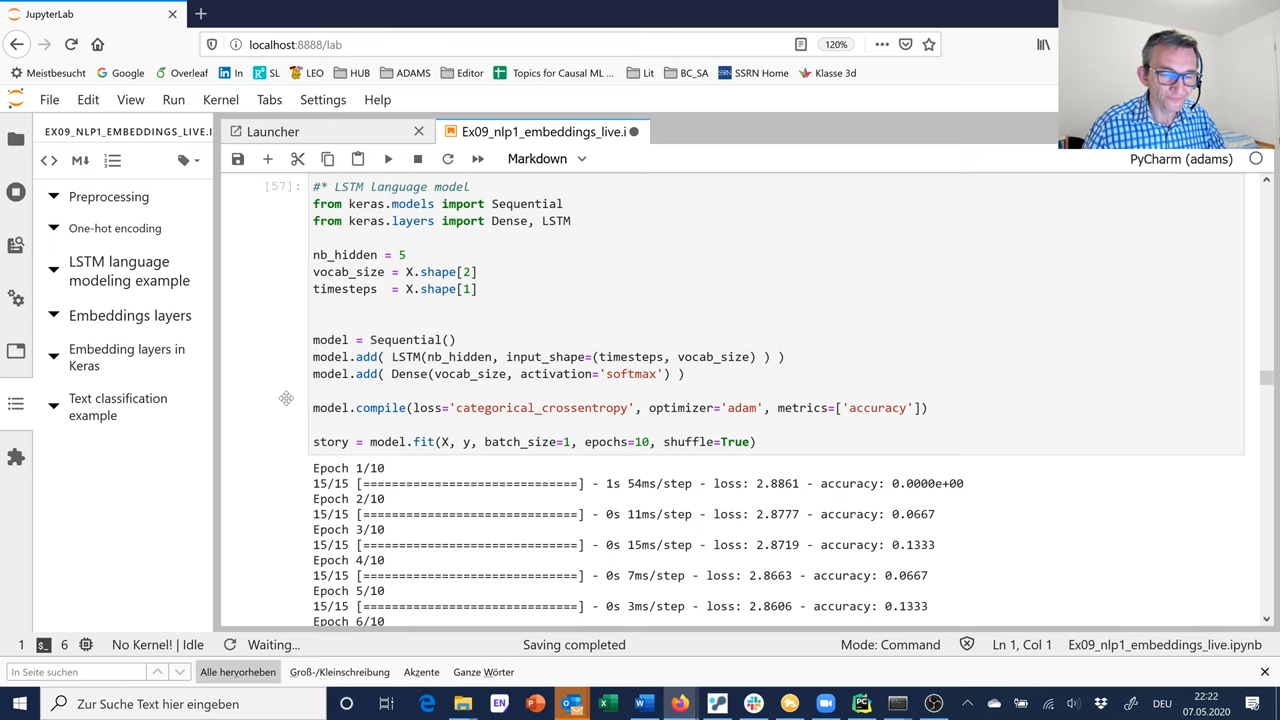 JupyterLab
localhost:8888/lab
120%
Meistbesucht
Google
Overleaf
In
SL
LEO
HUB
ADAMS
Editor
Topics for Causal ML ...
Lit
BC_SA
SSRN Home
Klasse 3d
File Edit View Run Kernel Tabs Settings Help
EX09_NLP1_EMBEDDINGS_LIVE.I
Launcher
Ex09_nlp1_embeddings_live.i
Markdown
PyCharm (adams)
Preprocessing
One-hot encoding
LSTM language
modeling example
Embeddings layers
Embedding layers in
Keras
Text classification
example
[57]:
#* LSTM language model
from keras.models import Sequential
from keras.layers import Dense, LSTM
nb_hidden = 5
vocab_size = X.shape[2]
timesteps  = X.shape[1]
model = Sequential()
model.add( LSTM(nb_hidden, input_shape=(timesteps, vocab_size) ) )
model.add( Dense(vocab_size, activation='softmax') )
model.compile(loss='categorical_crossentropy', optimizer='adam', metrics=['accuracy'])
story = model.fit(X, y, batch_size=1, epochs=10, shuffle=True)
Epoch 1/10
15/15 [==============================] - 1s 54ms/step - loss: 2.8861 - accuracy: 0.0000e+00
Epoch 2/10
15/15 [==============================] - 0s 11ms/step - loss: 2.8777 - accuracy: 0.0667
Epoch 3/10
15/15 [==============================] - 0s 15ms/step - loss: 2.8719 - accuracy: 0.1333
Epoch 4/10
15/15 [==============================] - 0s 7ms/step - loss: 2.8663 - accuracy: 0.0667
Epoch 5/10
15/15 [==============================] - 0s 3ms/step - loss: 2.8606 - accuracy: 0.1333
Epoch 6/10
1 6 No Kernel! | Idle Waiting... Saving completed Mode: Command Ln 1, Col 1 Ex09_nlp1_embeddings_live.ipynb
In Seite suchen Alle hervorheben Groß-/Kleinschreibung Akzente Ganze Wörter
Zur Suche Text hier eingeben
EN
DEU
22:22
07.05.2020